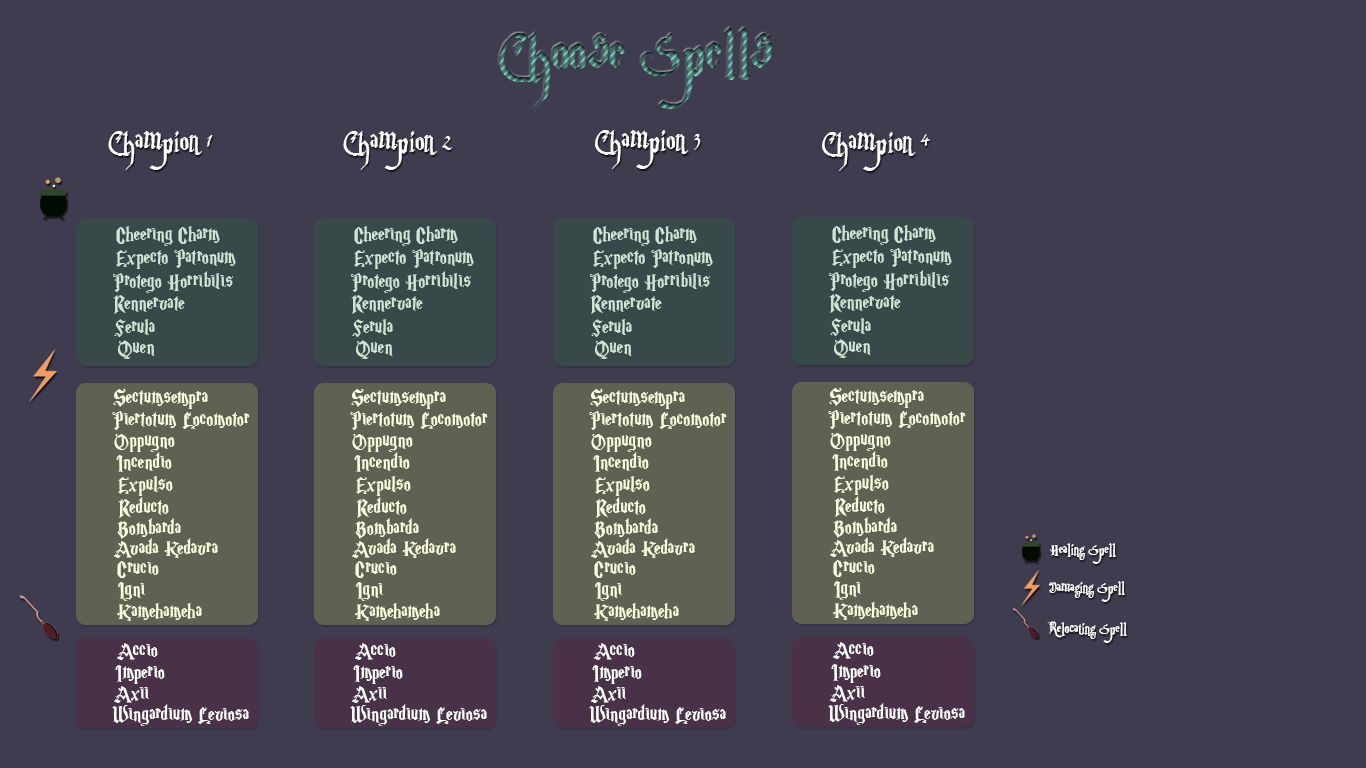 Choose Spells
Champion 1
Champion 2
Champion 3
Champion 4
Cheering Charm
Expecto Patronum
Protego Horribilis
Rennervate
Ferula
Quen
Sectumsempra
Piertotum Locomotor
Oppugno
Incendio
Expulso
Reducto
Bombarda
Avada Kedavra
Crucio
Igni
Kamehameha
Accio
Imperio
Axii
Wingardium Leviosa
Cheering Charm
Expecto Patronum
Protego Horribilis
Rennervate
Ferula
Quen
Sectumsempra
Piertotum Locomotor
Oppugno
Incendio
Expulso
Reducto
Bombarda
Avada Kedavra
Crucio
Igni
Kamehameha
Accio
Imperio
Axii
Wingardium Leviosa
Cheering Charm
Expecto Patronum
Protego Horribilis
Rennervate
Ferula
Quen
Sectumsempra
Piertotum Locomotor
Oppugno
Incendio
Expulso
Reducto
Bombarda
Avada Kedavra
Crucio
Igni
Kamehameha
Accio
Imperio
Axii
Wingardium Leviosa
Cheering Charm
Expecto Patronum
Protego Horribilis
Rennervate
Ferula
Quen
Sectumsempra
Piertotum Locomotor
Oppugno
Incendio
Expulso
Reducto
Bombarda
Avada Kedavra
Crucio
Igni
Kamehameha
Accio
Imperio
Axii
Wingardium Leviosa
Healing Spell
Damaging Spell
Relocating Spell